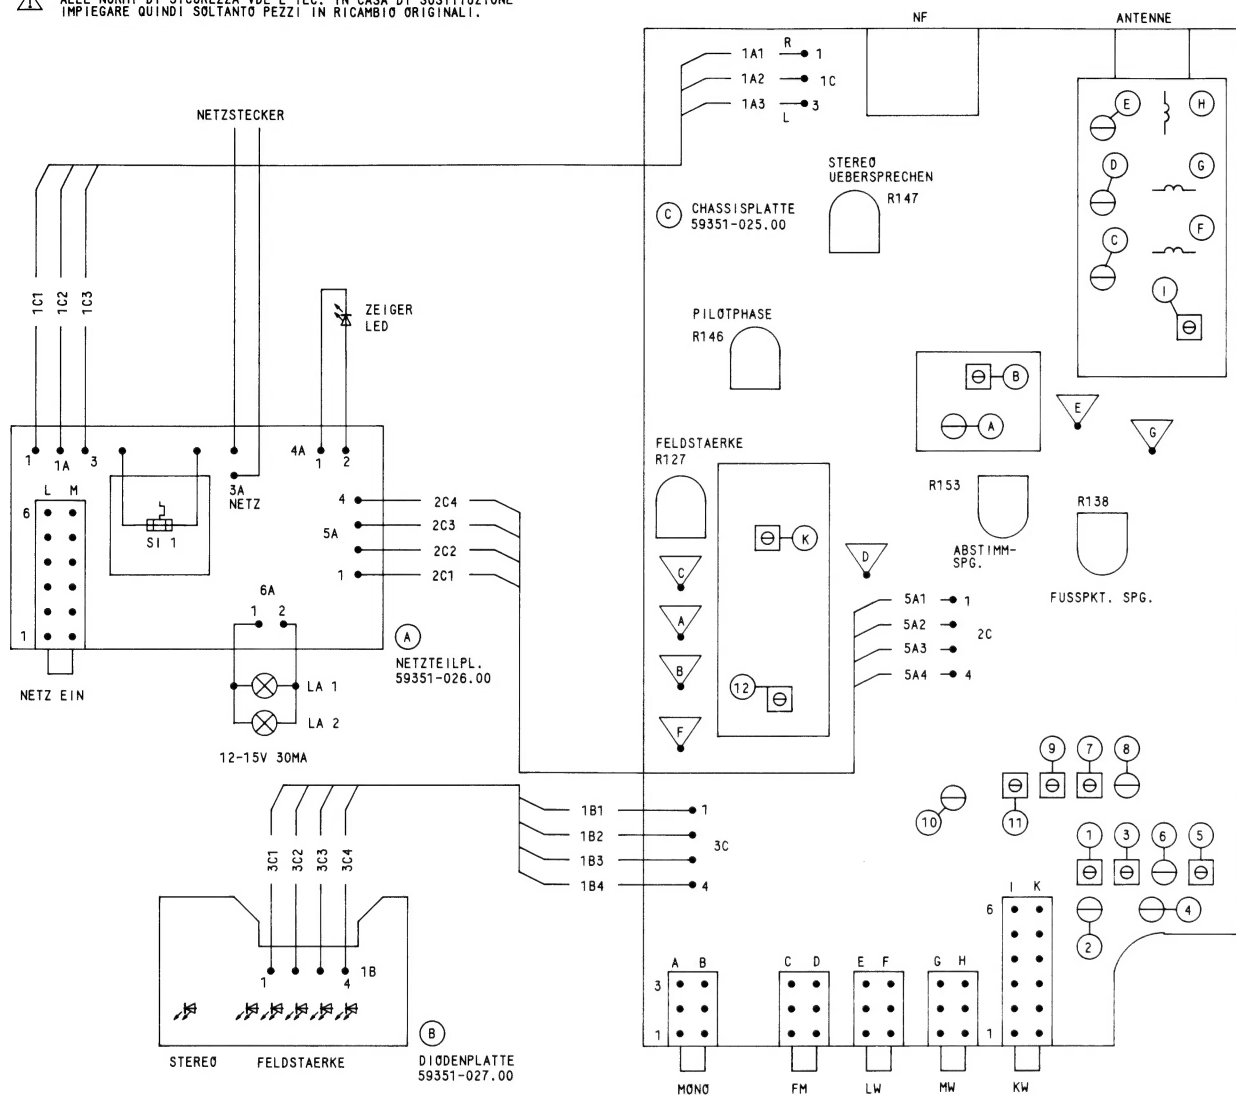 ALLE NORMI DI SICUREZZA VDE E IEC. IN CASA DI SOSTITUZIONE
IMPIEGARE QUINDI SOLTANTO PEZZI IN RICAMBIO ORIGINALI.
NF
ANTENNE
1A1
R
1
1A2
1C
1A3
3
L
NETZSTECKER
E
H
D
G
C
F
I
STEREO
UEBERSPRECHEN
R147
C
CHASSISPLATTE
59351-025.00
1C1
1C2
1C3
ZEIGER
LED
PILOTPHASE
R146
B
A
E
G
FELDSTAERKE
R127
1
1A
3
4A
1
2
L M
3A
NETZ
6
SI 1
4
5A
1
2C4
2C3
2C2
2C1
K
D
R153
ABSTIMM-
SPG.
R138
FUSSPKT. SPG.
C
A
B
F
12
6A
1 2
1
A
NETZTEILPL.
59351-026.00
NETZ EIN
LA 1
LA 2
12-15V 30MA
5A1
1
5A2
2C
5A3
5A4
4
9
7
8
10
11
1
3
6
5
2
4
1B1
1
1B2
3C
1B3
1B4
4
3C1
3C2
3C3
3C4
1
4
1B
STEREO
FELDSTAERKE
B
DIODENPLATTE
59351-027.00
I K
6
1
A B
3
1
C D
E F
G H
MONO
FM
LW
MW
KW